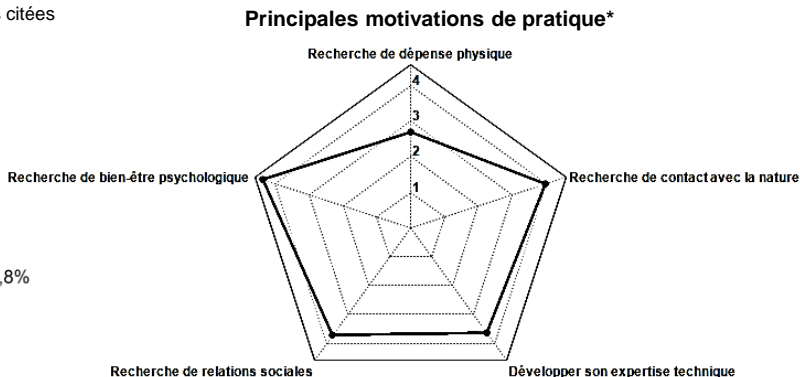 citées
Principales motivations de pratique*
Recherche de dépense physique
4
3
2
1
Recherche de bien-être psychologique
Recherche de contact avec la nature
,8%
Recherche de relations sociales
Développer son expertise technique